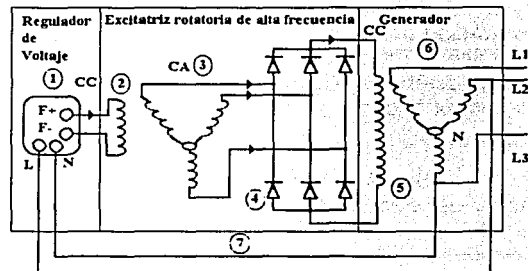 Regulador
de
Voltaje
Excitatriz rotatoria de alta frecuencia
Generador
1
CC
2
CA
3
CC
6
L1
L2
F+
F-
L
N
N
L3
4
5
7